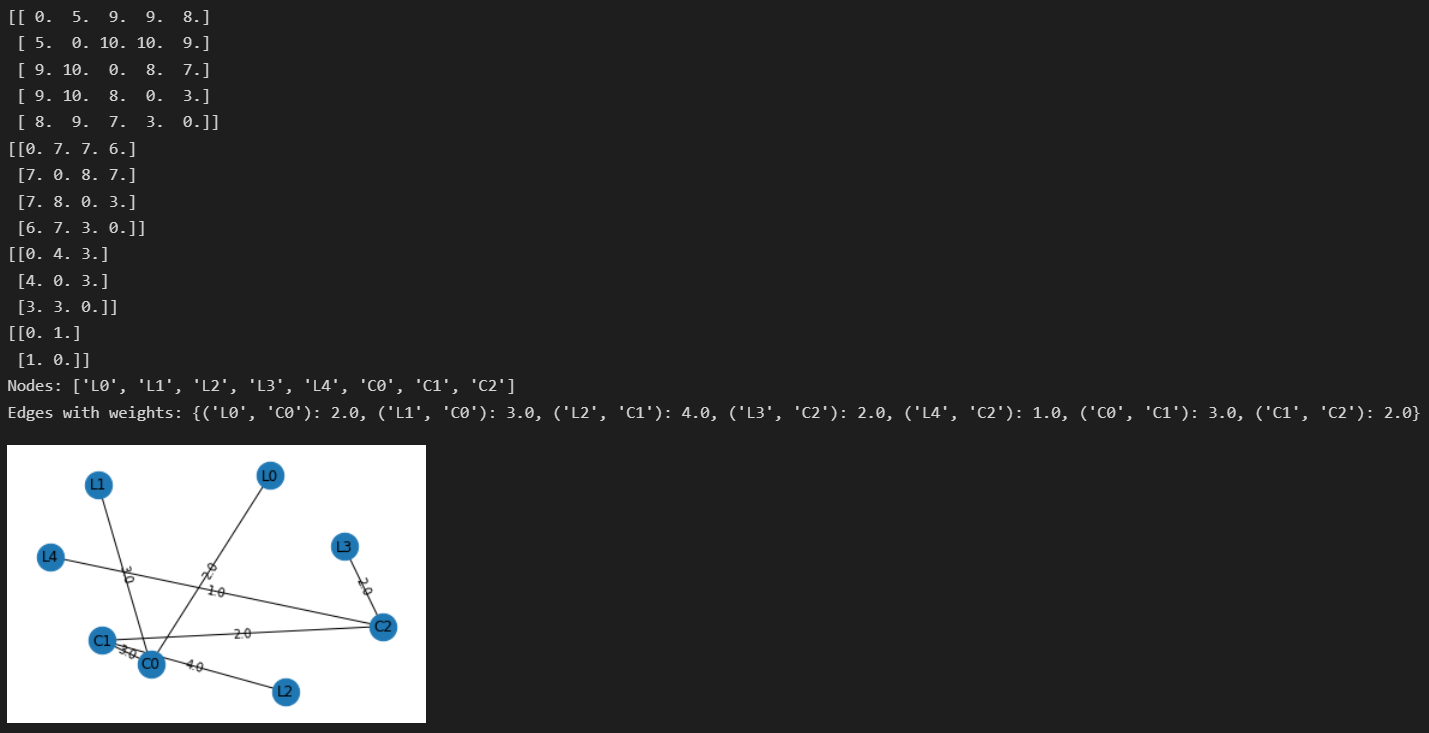 [[ 0.  5.  9.  9.  8.]
 [ 5.  0. 10. 10.  9.]
 [ 9. 10.  0.  8.  7.]
 [ 9. 10.  8.  0.  3.]
 [ 8.  9.  7.  3.  0.]]
[[0. 7. 7. 6.]
 [7. 0. 8. 7.]
 [7. 8. 0. 3.]
 [6. 7. 3. 0.]]
[[0. 4. 3.]
 [4. 0. 3.]
 [3. 3. 0.]]
[[0. 1.]
 [1. 0.]]
Nodes: ['L0', 'L1', 'L2', 'L3', 'L4', 'C0', 'C1', 'C2']
Edges with weights: {('L0', 'C0'): 2.0, ('L1', 'C0'): 3.0, ('L2', 'C1'): 4.0, ('L3', 'C2'): 2.0, ('L4', 'C2'): 1.0, ('C0', 'C1'): 3.0, ('C1', 'C2'): 2.0}
L0
L1
L3
L4
3.0
2.0
2.0
1.0
C2
2.0
C1
3.0
C0
4.0
L2